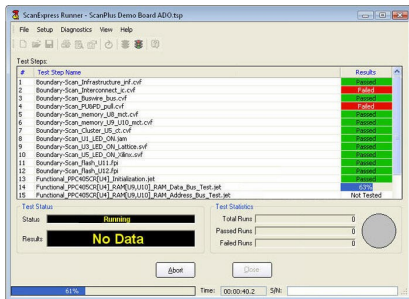 ScanExpress Runner - ScanPlus Demo Board ADO.tsp
File Setup Diagnostics View Help
Test Steps:
# Test Step Name Results
1 Boundary-Scan_Infrastructure_inf.cvf Passed
2 Boundary-Scan_Interconnect_ic.cvf Failed
3 Boundary-Scan_Buswire_bus.cvf Passed
4 Boundary-Scan_PUPD_pull.cvf Failed
5 Boundary-Scan_memory_U8_mct.cvf Passed
6 Boundary-Scan_memory_U9_U10_mct.cvf Passed
7 Boundary-Scan_Cluster_U5_ct.cvf Passed
8 Boundary-Scan_U1_LED_ON.jam Passed
9 Boundary-Scan_U3_LED_ON_Lattice.svf Passed
10 Boundary-Scan_U5_LED_ON_Xilinx.svf Passed
11 Boundary-Scan_flash_U11.fpi Passed
12 Boundary-Scan_flash_U12.fpi Passed
13 Functional_PPC405CR[U4]_Initialization.jet Passed
14 Functional_PPC405CR[U4]_RAM[U9,U10]_RAM_Data_Bus_Test.jet 63%
15 Functional_PPC405CR[U4]_RAM[U9,U10]_RAM_Address_Bus_Test.jet Not Tested
Test Status
Status Running
Results No Data
Test Statistics
Total Runs 0
Passed Runs 0
Failed Runs 0
Abort Close
61% Time: 00:00:40.2 S/N: